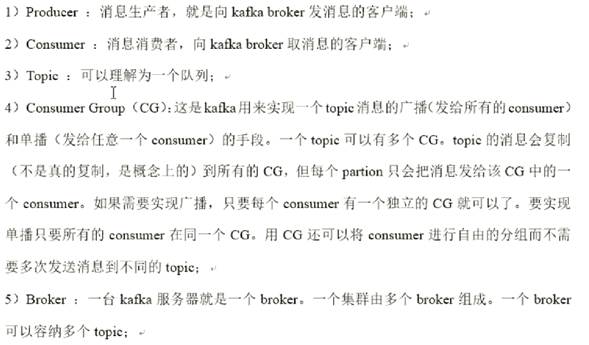 1）Producer ：消息生产者，就是向 kafka broker 发消息的客户端；
2）Consumer ：消息消费者，向 kafka broker 取消息的客户端；
3）Topic ：可以理解为一个队列；
4）Consumer Group（CG）：这是 kafka 用来实现一个 topic 消息的广播（发给所有的 consumer）
和单播（发给任意一个 consumer）的手段。一个 topic 可以有多个 CG。topic 的消息会复制
（不是真的复制，是概念上的）到所有的 CG，但每个 partion 只会把消息发给该 CG 中的一
个 consumer。如果需要实现广播，只要每个 consumer 有一个独立的 CG 就可以了。要实现
单播只要所有的 consumer 在同一个 CG。用 CG 还可以将 consumer 进行自由的分组而不需
要多次发送消息到不同的 topic；
5）Broker ：一台 kafka 服务器就是一个 broker。一个集群由多个 broker 组成。一个 broker
可以容纳多个 topic；